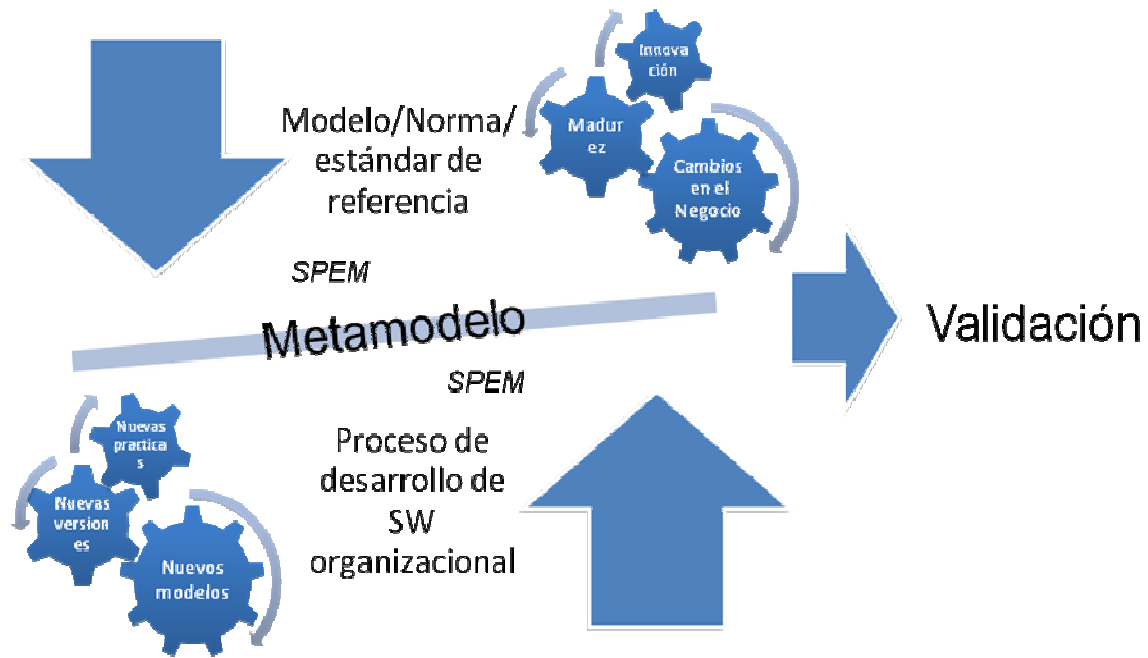 Innova
ción
Madur
ez
Cambios
en el
Negocio
Modelo/Norma/
estándar de
referencia
SPEM
Metamodelo
SPEM
Validación
Nuevas
practica
s
Nuevas
version
es
Nuevos
modelos
Proceso de
desarrollo de
SW
organizacional